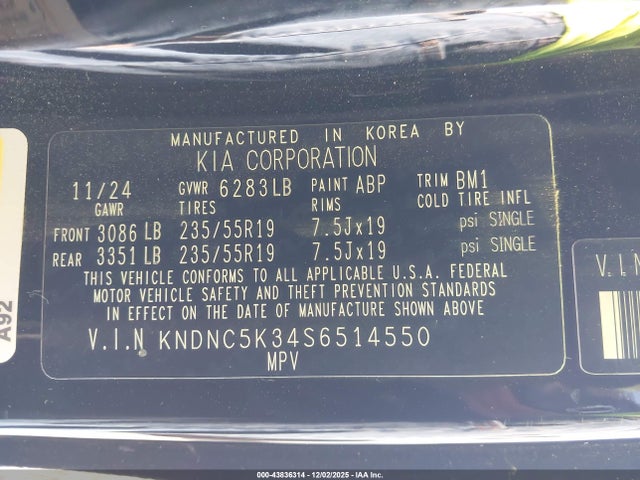 MANUFACTURED IN KOREA BY
KIA CORPORATION
11/24 GVWR 6283LB PAINT ABP TRIM BM1
GAWR TIRES RIMS COLD TIRE INFL
FRONT 3086 LB 235/55R19 7.5Jx19 psi SINGLE
REAR 3351 LB 235/55R19 7.5Jx19 psi SINGLE
THIS VEHICLE CONFORMS TO ALL APPLICABLE U.S.A. FEDERAL
MOTOR VEHICLE SAFETY AND THEFT PREVENTION STANDARDS
IN EFFECT ON THE DATE OF MANUFACTURE SHOWN ABOVE
V.I.N KNDNC5K34S6514550
MPV
A92
V.I.N
000-43836314 - 12/02/2025 - IAA Inc.